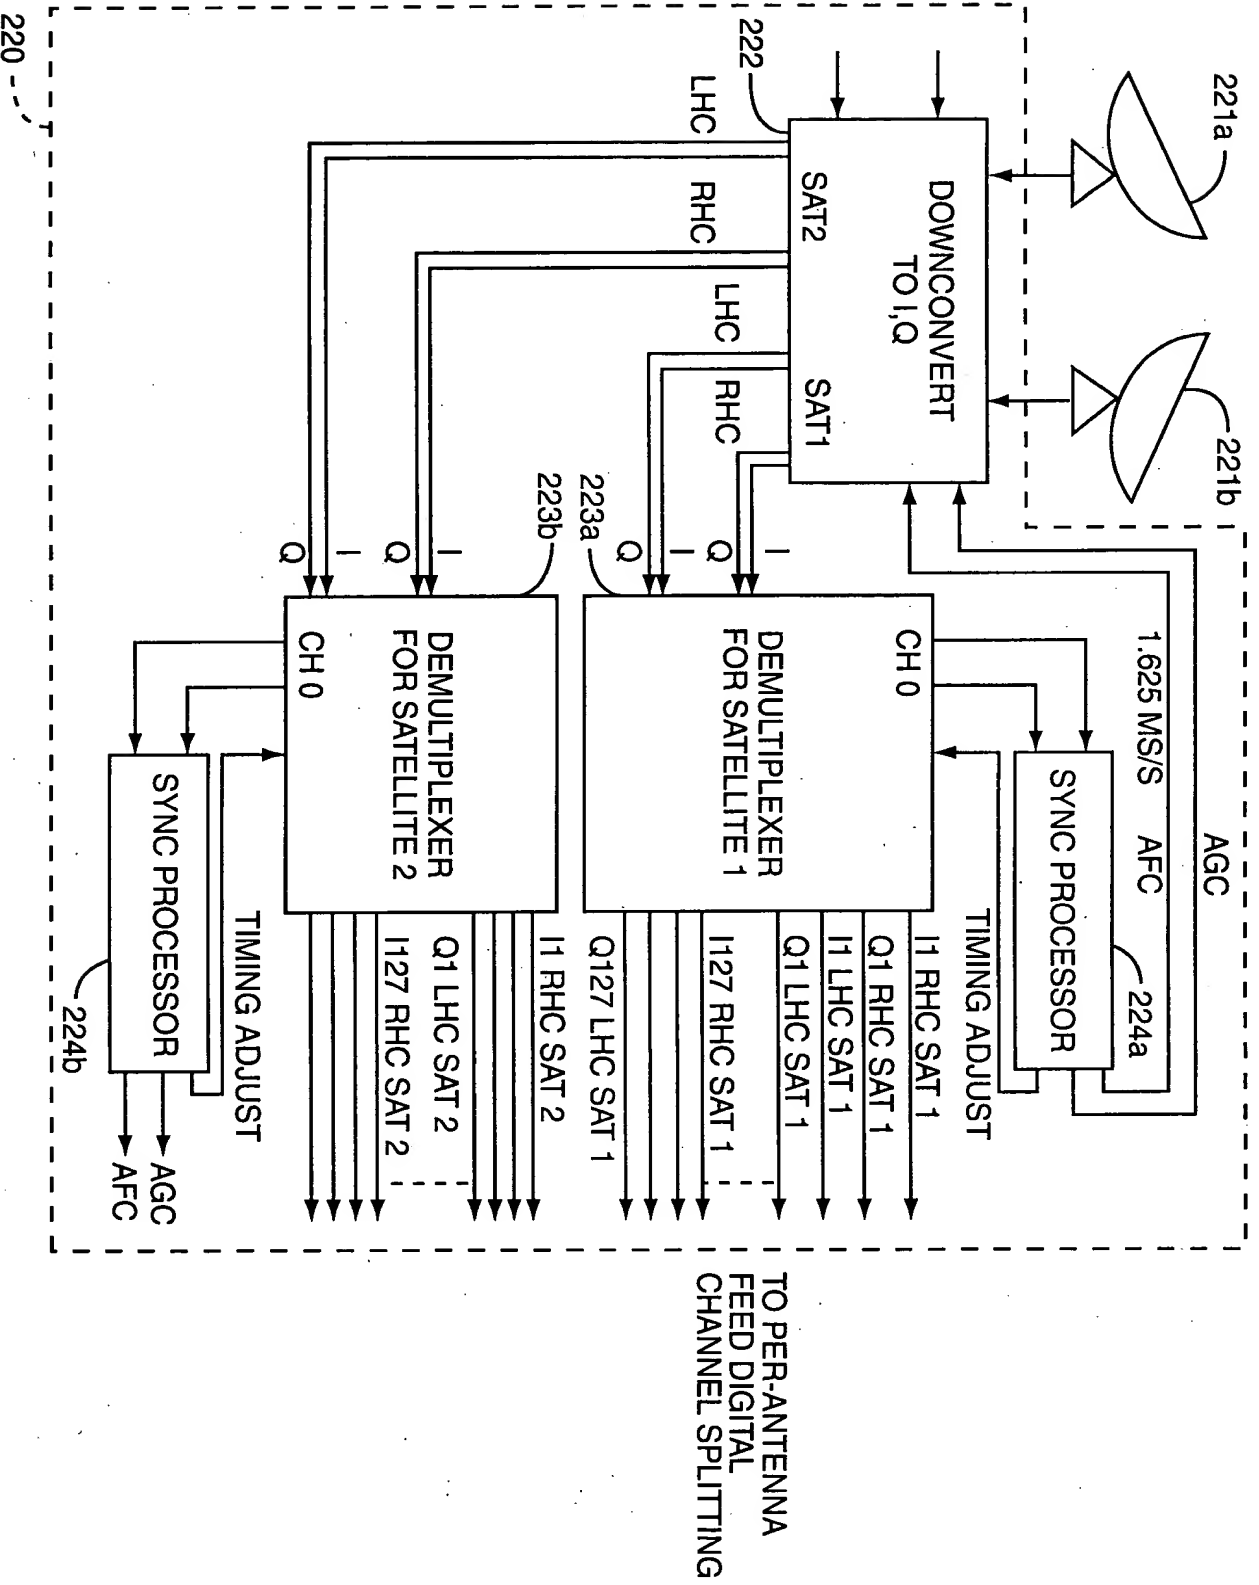 221a
221b
220
222
DOWNCONVERT
TO I,Q
SAT2
SAT1
LHC
RHC
LHC
RHC
223a
223b
I
Q
I
Q
I
Q
I
Q
AGC
1.625 MS/S AFC
SYNC PROCESSOR
224a
TIMING ADJUST
CH 0
DEMULTIPLEXER
FOR SATELLITE 1
I1 RHC SAT 1
Q1 RHC SAT 1
I1 LHC SAT 1
Q1 LHC SAT 1
I127 RHC SAT 1
Q127 LHC SAT 1
DEMULTIPLEXER
FOR SATELLITE 2
CH 0
I1 RHC SAT 2
Q1 LHC SAT 2
I127 RHC SAT 2
TIMING ADJUST
SYNC PROCESSOR
224b
AGC
AFC
TO PER-ANTENNA
FEED DIGITAL
CHANNEL SPLITTING